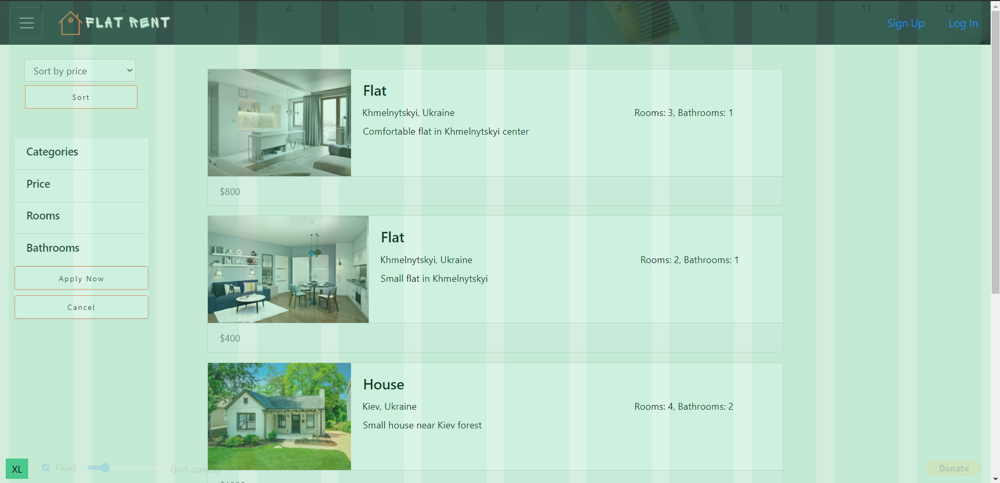 1 2 3 4 5 6 7 8 9 10 11 12
FLAT RENT
Sign Up Log In
Sort by price
Sort
Categories
Price
Rooms
Bathrooms
Apply Now
Cancel
Flat
Khmelnytskyi, Ukraine Rooms: 3, Bathrooms: 1
Comfortable flat in Khmelnytskyi center
$800
Flat
Khmelnytskyi, Ukraine Rooms: 2, Bathrooms: 1
Small flat in Khmelnytskyi
$400
House
Kiev, Ukraine Rooms: 4, Bathrooms: 2
Small house near Kiev forest
XL Fluid Grid opacity Donate